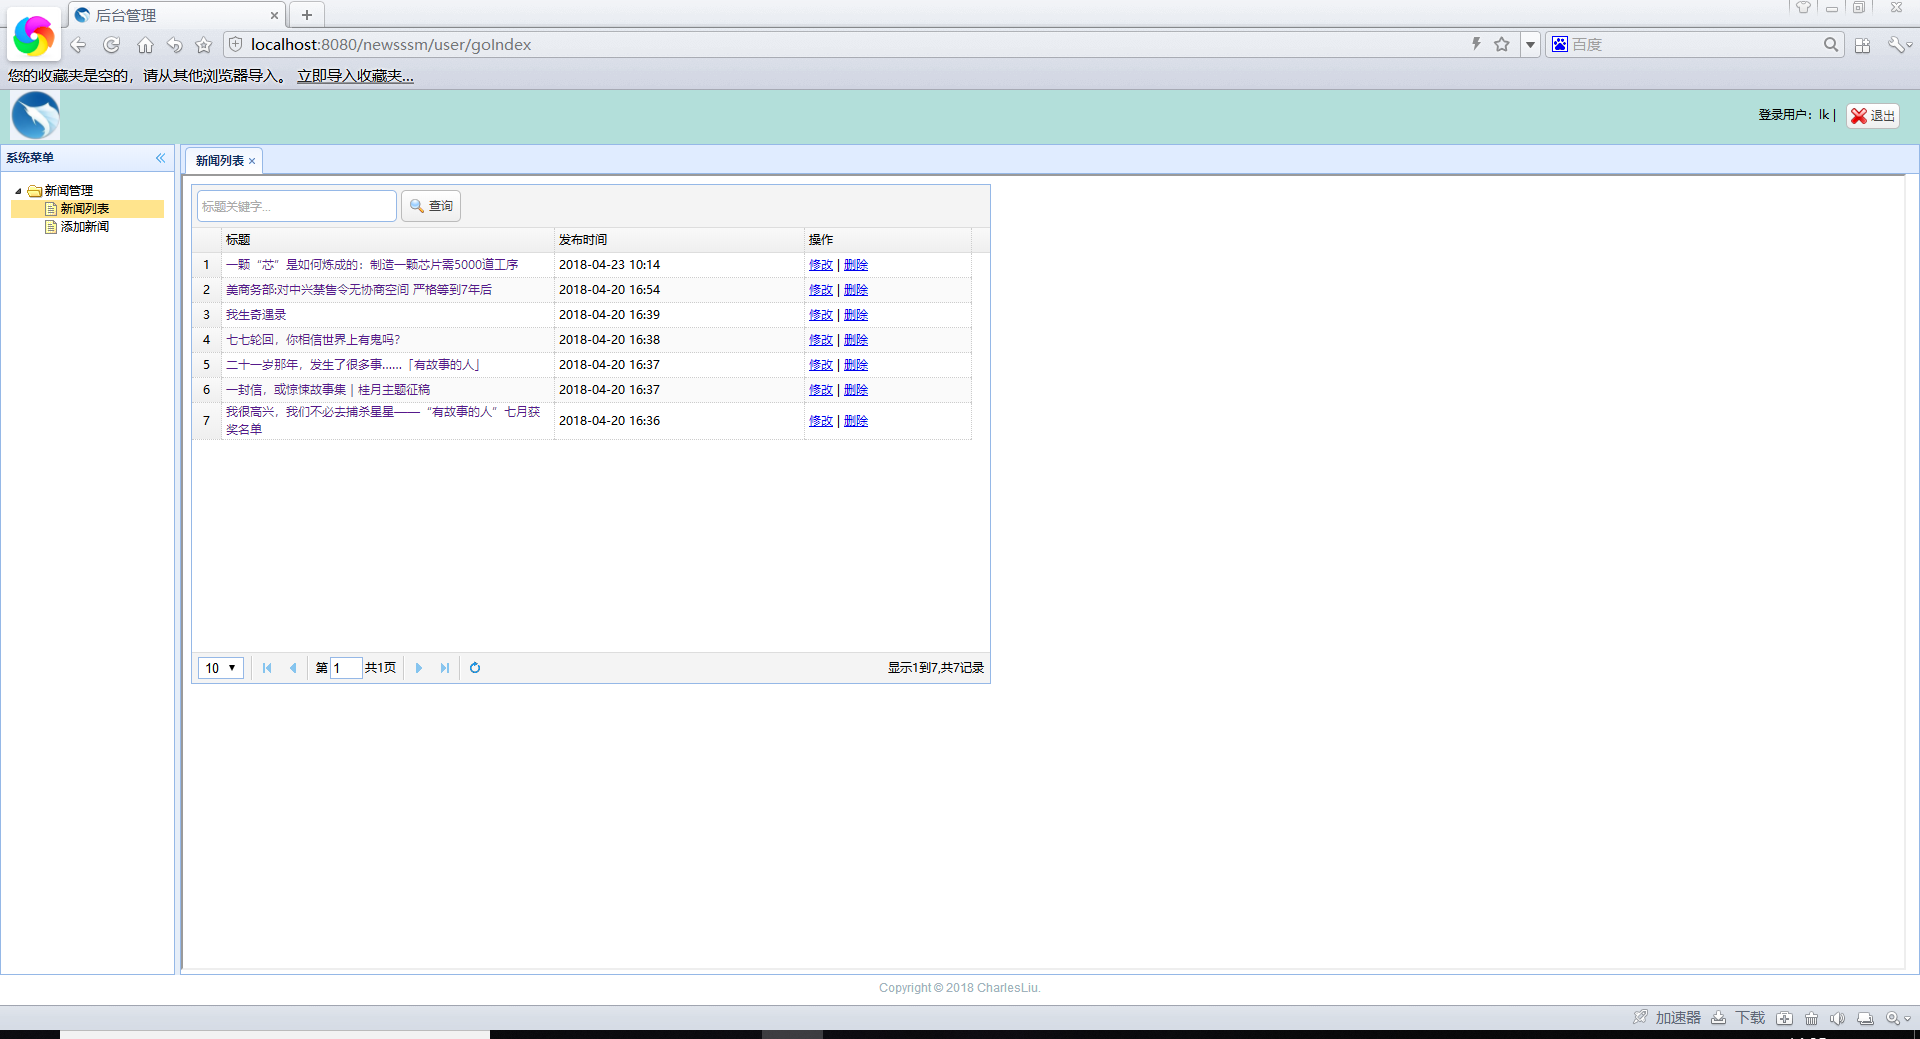 后台管理
localhost:8080/newsssm/user/goIndex
百度
您的收藏夹是空的，请从其他浏览器导入。 立即导入收藏夹...
登录用户：lk | 退出
系统菜单
新闻管理
新闻列表
添加新闻
新闻列表
标题关键字... 查询
标题 发布时间 操作
1 一颗“芯”是如何炼成的：制造一颗芯片需5000道工序 2018-04-23 10:14 修改 | 删除
2 美商务部:对中兴禁售令无协商空间 严格等到7年后 2018-04-20 16:54 修改 | 删除
3 我生奇遇录 2018-04-20 16:39 修改 | 删除
4 七七轮回，你相信世界上有鬼吗？ 2018-04-20 16:38 修改 | 删除
5 二十一岁那年，发生了很多事……「有故事的人」 2018-04-20 16:37 修改 | 删除
6 一封信，或惊悚故事集 | 桂月主题征稿 2018-04-20 16:37 修改 | 删除
7 我很高兴，我们不必去捕杀星星——“有故事的人”七月获
奖名单 2018-04-20 16:36 修改 | 删除
10 第 1 共1页 显示1到7,共7记录
Copyright © 2018 CharlesLiu.
加速器 下载